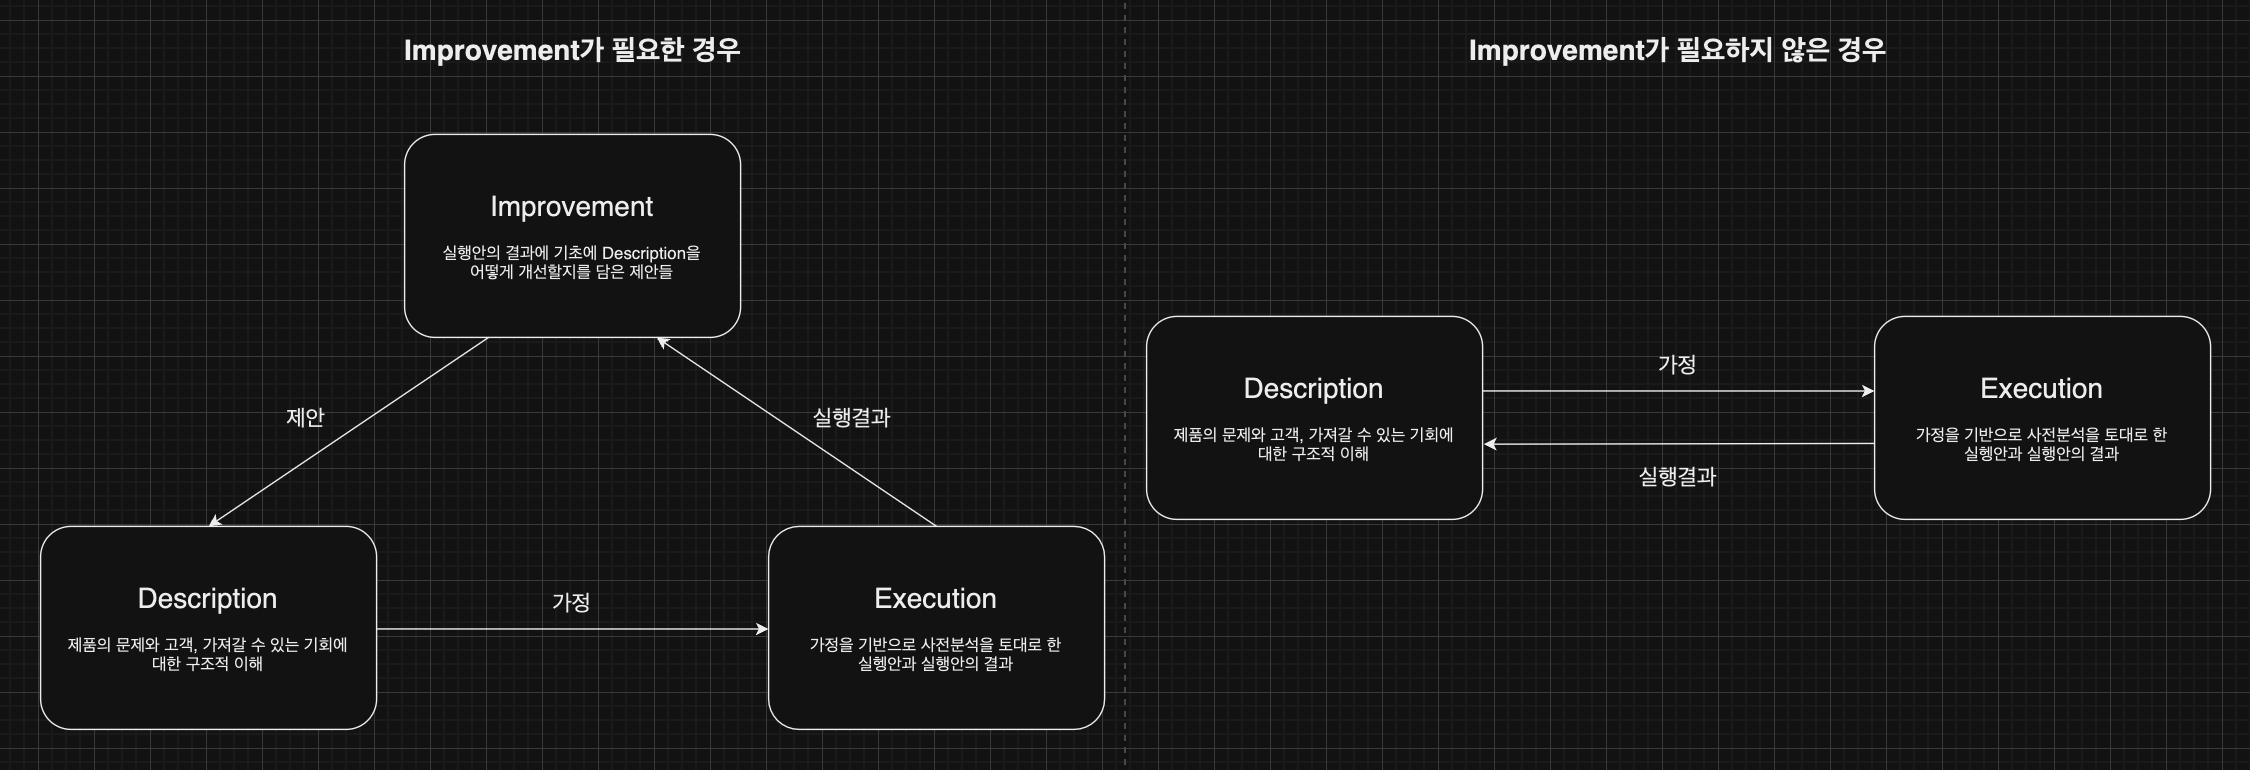 Improvement가 필요한 경우
Improvement
실행안의 결과에 기초에 Description을
어떻게 개선할지를 담은 제안들
제안
실행결과
Description
제품의 문제와 고객, 가져갈 수 있는 기회에
대한 구조적 이해
가정
Execution
가정을 기반으로 사전분석을 토대로 한
실헹안과 실행안의 결과
Improvement가 필요하지 않은 경우
Description
제품의 문제와 고객, 가져갈 수 있는 기회에
대한 구조적 이해
가정
실행결과
Execution
가정을 기반으로 사전분석을 토대로 한
실헹안과 실행안의 결과